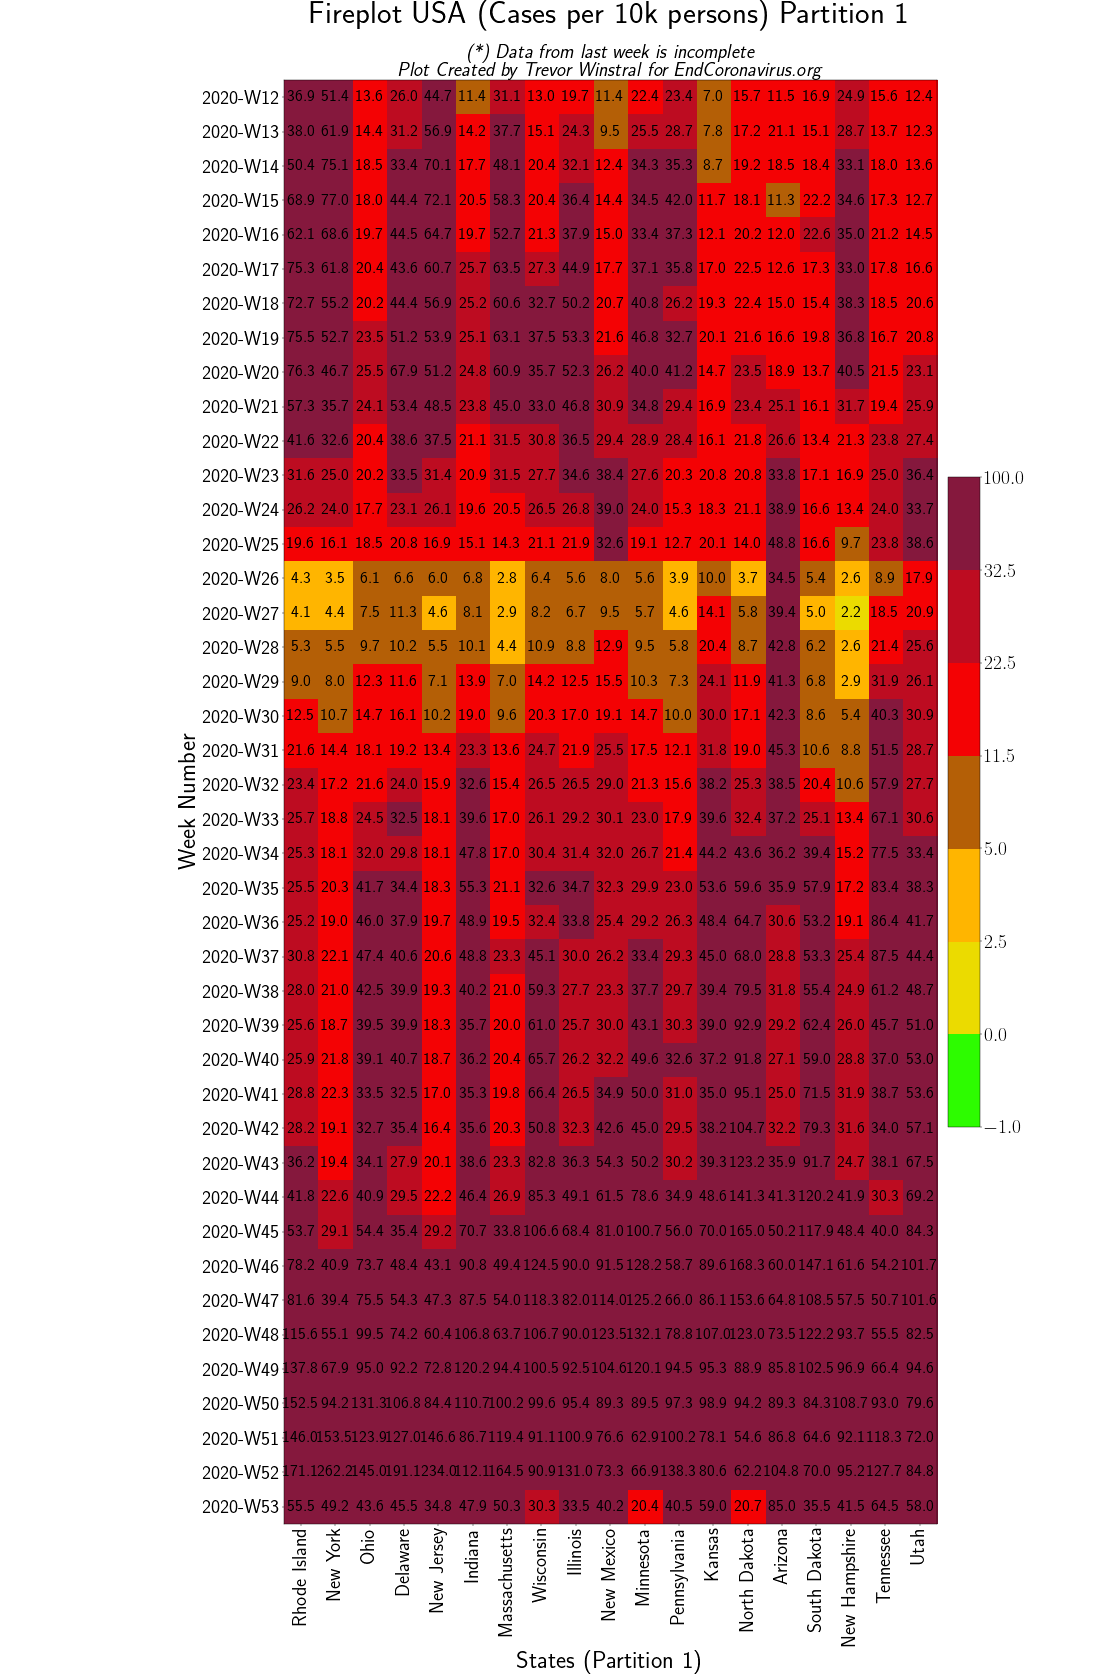 Fireplot USA (Cases per 10k persons) Partition 1
(*) Data from last week is incomplete
Plot Created by Trevor Winstral for EndCoronavirus.org
2020-W12 36.9 51.4 13.6 26.0 44.7 11.4 31.1 13.0 19.7 11.4 22.4 23.4 7.0 15.7 11.5 16.9 24.9 15.6 12.4
2020-W13 38.0 61.9 14.4 31.2 56.9 14.2 37.7 15.1 24.3 9.5 25.5 28.7 7.8 17.2 21.1 15.1 28.7 13.7 12.3
2020-W14 50.4 75.1 18.5 33.4 70.1 17.7 48.1 20.4 32.1 12.4 34.3 35.3 8.7 19.2 18.5 18.4 33.1 18.0 13.6
2020-W15 68.9 77.0 18.0 44.4 72.1 20.5 58.3 20.4 36.4 14.4 34.5 42.0 11.7 18.1 11.3 22.2 34.6 17.3 12.7
2020-W16 62.1 68.6 19.7 44.5 64.7 19.7 52.7 21.3 37.9 15.0 33.4 37.3 12.1 20.2 12.0 22.6 35.0 21.2 14.5
2020-W17 75.3 61.8 20.4 43.6 60.7 25.7 63.5 27.3 44.9 17.7 37.1 35.8 17.0 22.5 12.6 17.3 33.0 17.8 16.6
2020-W18 72.7 55.2 20.2 44.4 56.9 25.2 60.6 32.7 50.2 20.7 40.8 26.2 19.3 22.4 15.0 15.4 38.3 18.5 20.6
2020-W19 75.5 52.7 23.5 51.2 53.9 25.1 63.1 37.5 53.3 21.6 46.8 32.7 20.1 21.6 16.6 19.8 36.8 16.7 20.8
2020-W20 76.3 46.7 25.5 67.9 51.2 24.8 60.9 35.7 52.3 26.2 40.0 41.2 14.7 23.5 18.9 13.7 40.5 21.5 23.1
2020-W21 57.3 35.7 24.1 53.4 48.5 23.8 45.0 33.0 46.8 30.9 34.8 29.4 16.9 23.4 25.1 16.1 31.7 19.4 25.9
2020-W22 41.6 32.6 20.4 38.6 37.5 21.1 31.5 30.8 36.5 29.4 28.9 28.4 16.1 21.8 26.6 13.4 21.3 23.8 27.4
2020-W23 31.6 25.0 20.2 33.5 31.4 20.9 31.5 27.7 34.6 38.4 27.6 20.3 20.8 20.8 33.8 17.1 16.9 25.0 36.4
2020-W24 26.2 24.0 17.7 23.1 26.1 19.6 20.5 26.5 26.8 39.0 24.0 15.3 18.3 21.1 38.9 16.6 13.4 24.0 33.7
2020-W25 19.6 16.1 18.5 20.8 16.9 15.1 14.3 21.1 21.9 32.6 19.1 12.7 20.1 14.0 48.8 16.6 9.7 23.8 38.6
2020-W26 4.3 3.5 6.1 6.6 6.0 6.8 2.8 6.4 5.6 8.0 5.6 3.9 10.0 3.7 34.5 5.4 2.6 8.9 17.9
2020-W27 4.1 4.4 7.5 11.3 4.6 8.1 2.9 8.2 6.7 9.5 5.7 4.6 14.1 5.8 39.4 5.0 2.2 18.5 20.9
2020-W28 5.3 5.5 9.7 10.2 5.5 10.1 4.4 10.9 8.8 12.9 9.5 5.8 20.4 8.7 42.8 6.2 2.6 21.4 25.6
2020-W29 9.0 8.0 12.3 11.6 7.1 13.9 7.0 14.2 12.5 15.5 10.3 7.3 24.1 11.9 41.3 6.8 2.9 31.9 26.1
2020-W30 12.5 10.7 14.7 16.1 10.2 19.0 9.6 20.3 17.0 19.1 14.7 10.0 30.0 17.1 42.3 8.6 5.4 40.3 30.9
2020-W31 21.6 14.4 18.1 19.2 13.4 23.3 13.6 24.7 21.9 25.5 17.5 12.1 31.8 19.0 45.3 10.6 8.8 51.5 28.7
2020-W32 23.4 17.2 21.6 24.0 15.9 32.6 15.4 26.5 26.5 29.0 21.3 15.6 38.2 25.3 38.5 20.4 10.6 57.9 27.7
2020-W33 25.7 18.8 24.5 32.5 18.1 39.6 17.0 26.1 29.2 30.1 23.0 17.9 39.6 32.4 37.2 25.1 13.4 67.1 30.6
2020-W34 25.3 18.1 32.0 29.8 18.1 47.8 17.0 30.4 31.4 32.0 26.7 21.4 44.2 43.6 36.2 39.4 15.2 77.5 33.4
2020-W35 25.5 20.3 41.7 34.4 18.3 55.3 21.1 32.6 34.7 32.3 29.9 23.0 53.6 59.6 35.9 57.9 17.2 83.4 38.3
2020-W36 25.2 19.0 46.0 37.9 19.7 48.9 19.5 32.4 33.8 25.4 29.2 26.3 48.4 64.7 30.6 53.2 19.1 86.4 41.7
2020-W37 30.8 22.1 47.4 40.6 20.6 48.8 23.3 45.1 30.0 26.2 33.4 29.3 45.0 68.0 28.8 53.3 25.4 87.5 44.4
2020-W38 28.0 21.0 42.5 39.9 19.3 40.2 21.0 59.3 27.7 23.3 37.7 29.7 39.4 79.5 31.8 55.4 24.9 61.2 48.7
2020-W39 25.6 18.7 39.5 39.9 18.3 35.7 20.0 61.0 25.7 30.0 43.1 30.3 39.0 92.9 29.2 62.4 26.0 45.7 51.0
2020-W40 25.9 21.8 39.1 40.7 18.7 36.2 20.4 65.7 26.2 32.2 49.6 32.6 37.2 91.8 27.1 59.0 28.8 37.0 53.0
2020-W41 28.8 22.3 33.5 32.5 17.0 35.3 19.8 66.4 26.5 34.9 50.0 31.0 35.0 95.1 25.0 71.5 31.9 38.7 53.6
2020-W42 28.2 19.1 32.7 35.4 16.4 35.6 20.3 50.8 32.3 42.6 45.0 29.5 38.2 104.7 32.2 79.3 31.6 34.0 57.1
2020-W43 36.2 19.4 34.1 27.9 20.1 38.6 23.3 82.8 36.3 54.3 50.2 30.2 39.3 123.2 35.9 91.7 24.7 38.1 67.5
2020-W44 41.8 22.6 40.9 29.5 22.2 46.4 26.9 85.3 49.1 61.5 78.6 34.9 48.6 141.3 41.3 120.2 41.9 30.3 69.2
2020-W45 53.7 29.1 54.4 35.4 29.2 70.7 33.8 106.6 68.4 81.0 100.7 56.0 70.0 165.0 50.2 117.9 48.4 40.0 84.3
2020-W46 78.2 40.9 73.7 48.4 43.1 90.8 49.4 124.5 90.0 91.5 128.2 58.7 89.6 168.3 60.0 147.1 61.6 54.2 101.7
2020-W47 81.6 39.4 75.5 54.3 47.3 87.5 54.0 118.3 82.0 114.0 125.2 66.0 86.1 153.6 64.8 108.5 57.5 50.7 101.6
2020-W48 115.6 55.1 99.5 74.2 60.4 106.8 63.7 106.7 90.0 123.5 132.1 78.8 107.0 123.0 73.5 122.2 93.7 55.5 82.5
2020-W49 137.8 67.9 95.0 92.2 72.8 120.2 94.4 100.5 92.5 104.6 120.1 94.5 95.3 88.9 85.8 102.5 96.9 66.4 94.6
2020-W50 152.5 94.2 131.3 106.8 84.4 110.7 100.2 99.6 95.4 89.3 89.5 97.3 98.9 94.2 89.3 84.3 108.7 93.0 79.6
2020-W51 146.0 153.5 123.9 127.0 146.6 86.7 119.4 91.1 100.9 76.6 62.9 100.2 78.1 54.6 86.8 64.6 92.1 118.3 72.0
2020-W52 171.1 262.2 145.0 191.1 234.0 112.1 164.5 90.9 131.0 73.3 66.9 138.3 80.6 62.2 104.8 70.0 95.2 127.7 84.8
2020-W53 55.5 49.2 43.6 45.5 34.8 47.9 50.3 30.3 33.5 40.2 20.4 40.5 59.0 20.7 85.0 35.5 41.5 64.5 58.0
Week Number
Rhode Island
New York
Ohio
Delaware
New Jersey
Indiana
Massachusetts
Wisconsin
Illinois
New Mexico
Minnesota
Pennsylvania
Kansas
North Dakota
Arizona
South Dakota
New Hampshire
Tennessee
Utah
States (Partition 1)
100.0
32.5
22.5
11.5
5.0
2.5
0.0
−1.0